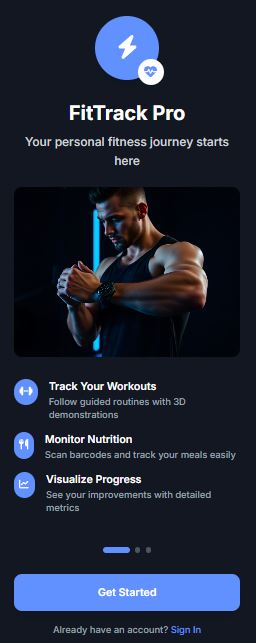 FitTrack Pro
Your personal fitness journey starts
here
Track Your Workouts
Follow guided routines with 3D
demonstrations
Monitor Nutrition
Scan barcodes and track your meals easily
Visualize Progress
See your improvements with detailed
metrics
Get Started
Already have an account? Sign In